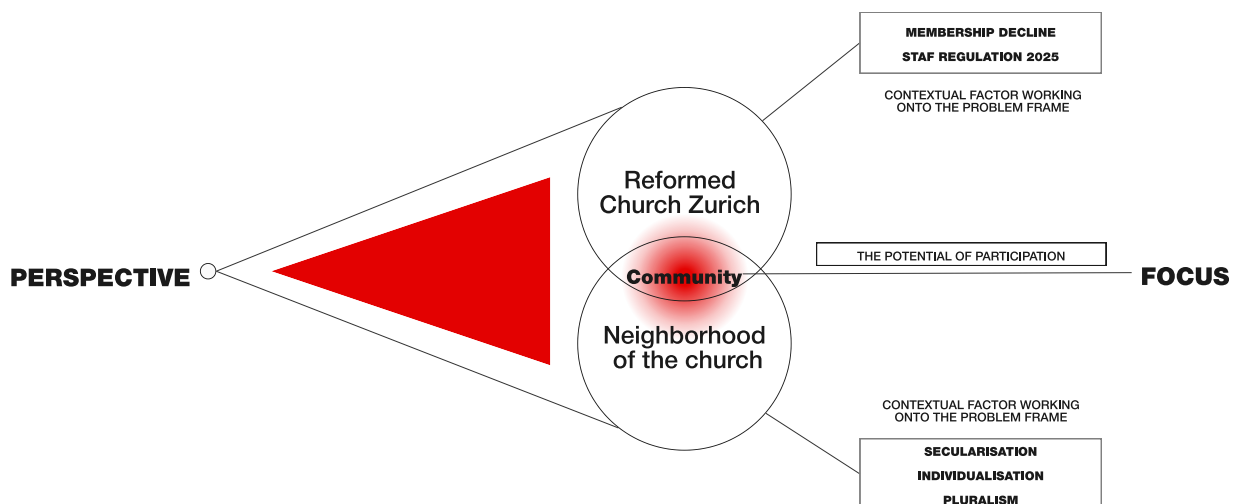 MEMBERSHIP DECLINE
STAF REGULATION 2025
CONTEXTUAL FACTOR WORKING
ONTO THE PROBLEM FRAME
Reformed
Church Zurich
THE POTENTIAL OF PARTICIPATION
PERSPECTIVE
Community
FOCUS
Neighborhood
of the church
CONTEXTUAL FACTOR WORKING
ONTO THE PROBLEM FRAME
SECULARISATION
INDIVIDUALISATION
PLURALISM